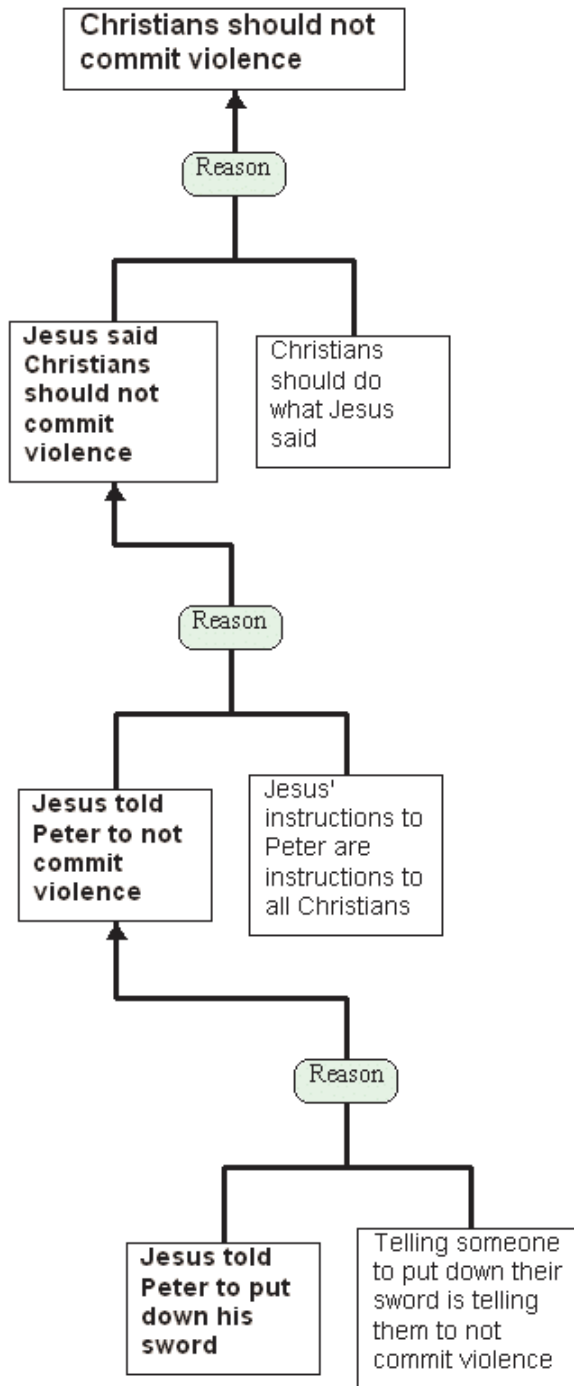 Christians should not
commit violence
Reason
Jesus said
Christians
should not
commit
violence
Christians
should do
what Jesus
said
Reason
Jesus told
Peter to not
commit
violence
Jesus'
instructions to
Peter are
instructions to
all Christians
Reason
Jesus told
Peter to put
down his
sword
Telling someone
to put down their
sword is telling
them to not
commit violence